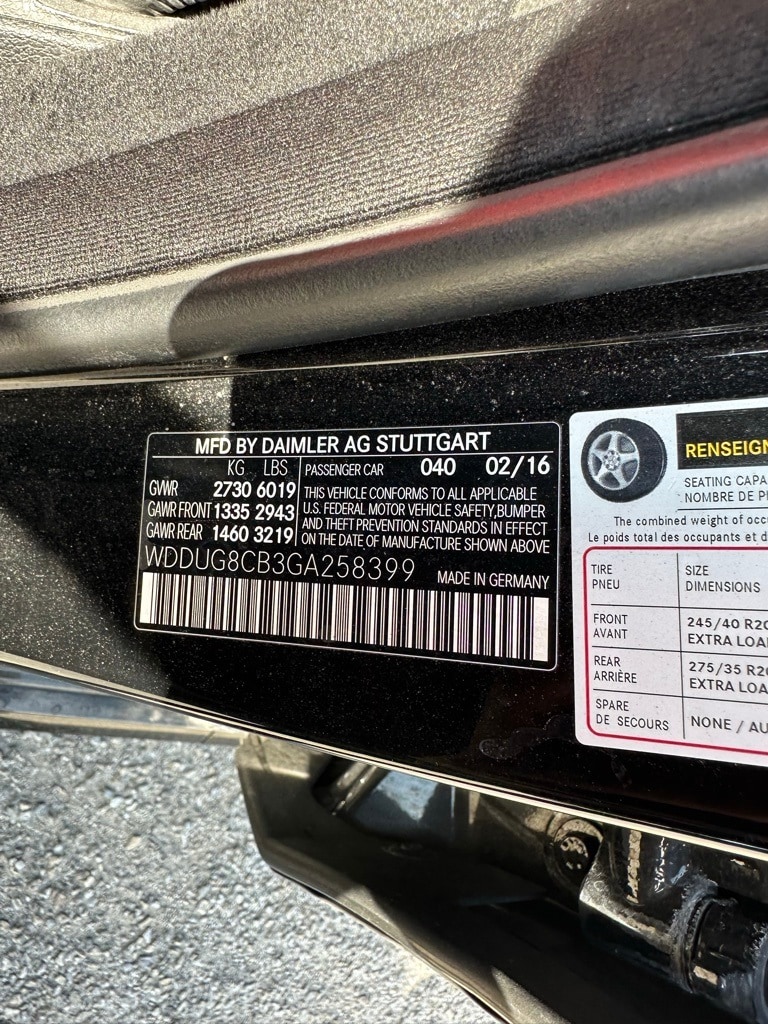 MFD BY DAIMLER AG STUTTGART
KG LBS
GVWR 2730 6019
GAWR FRONT 1335 2943
GAWR REAR 1460 3219
PASSENGER CAR 040 02/16
THIS VEHICLE CONFORMS TO ALL APPLICABLE
U.S. FEDERAL MOTOR VEHICLE SAFETY,BUMPER
AND THEFT PREVENTION STANDARDS IN EFFECT
ON THE DATE OF MANUFACTURE SHOWN ABOVE
WDDUG8CB3GA258399
MADE IN GERMANY
RENSEIGN
SEATING CAPA
NOMBRE DE P
The combined weight of occ
Le poids total des occupants et d
TIRE SIZE
PNEU DIMENSIONS
FRONT 245/40 R20
AVANT EXTRA LOA
REAR 275/35 R20
ARRIÈRE EXTRA LOA
SPARE
DE SECOURS NONE / AU